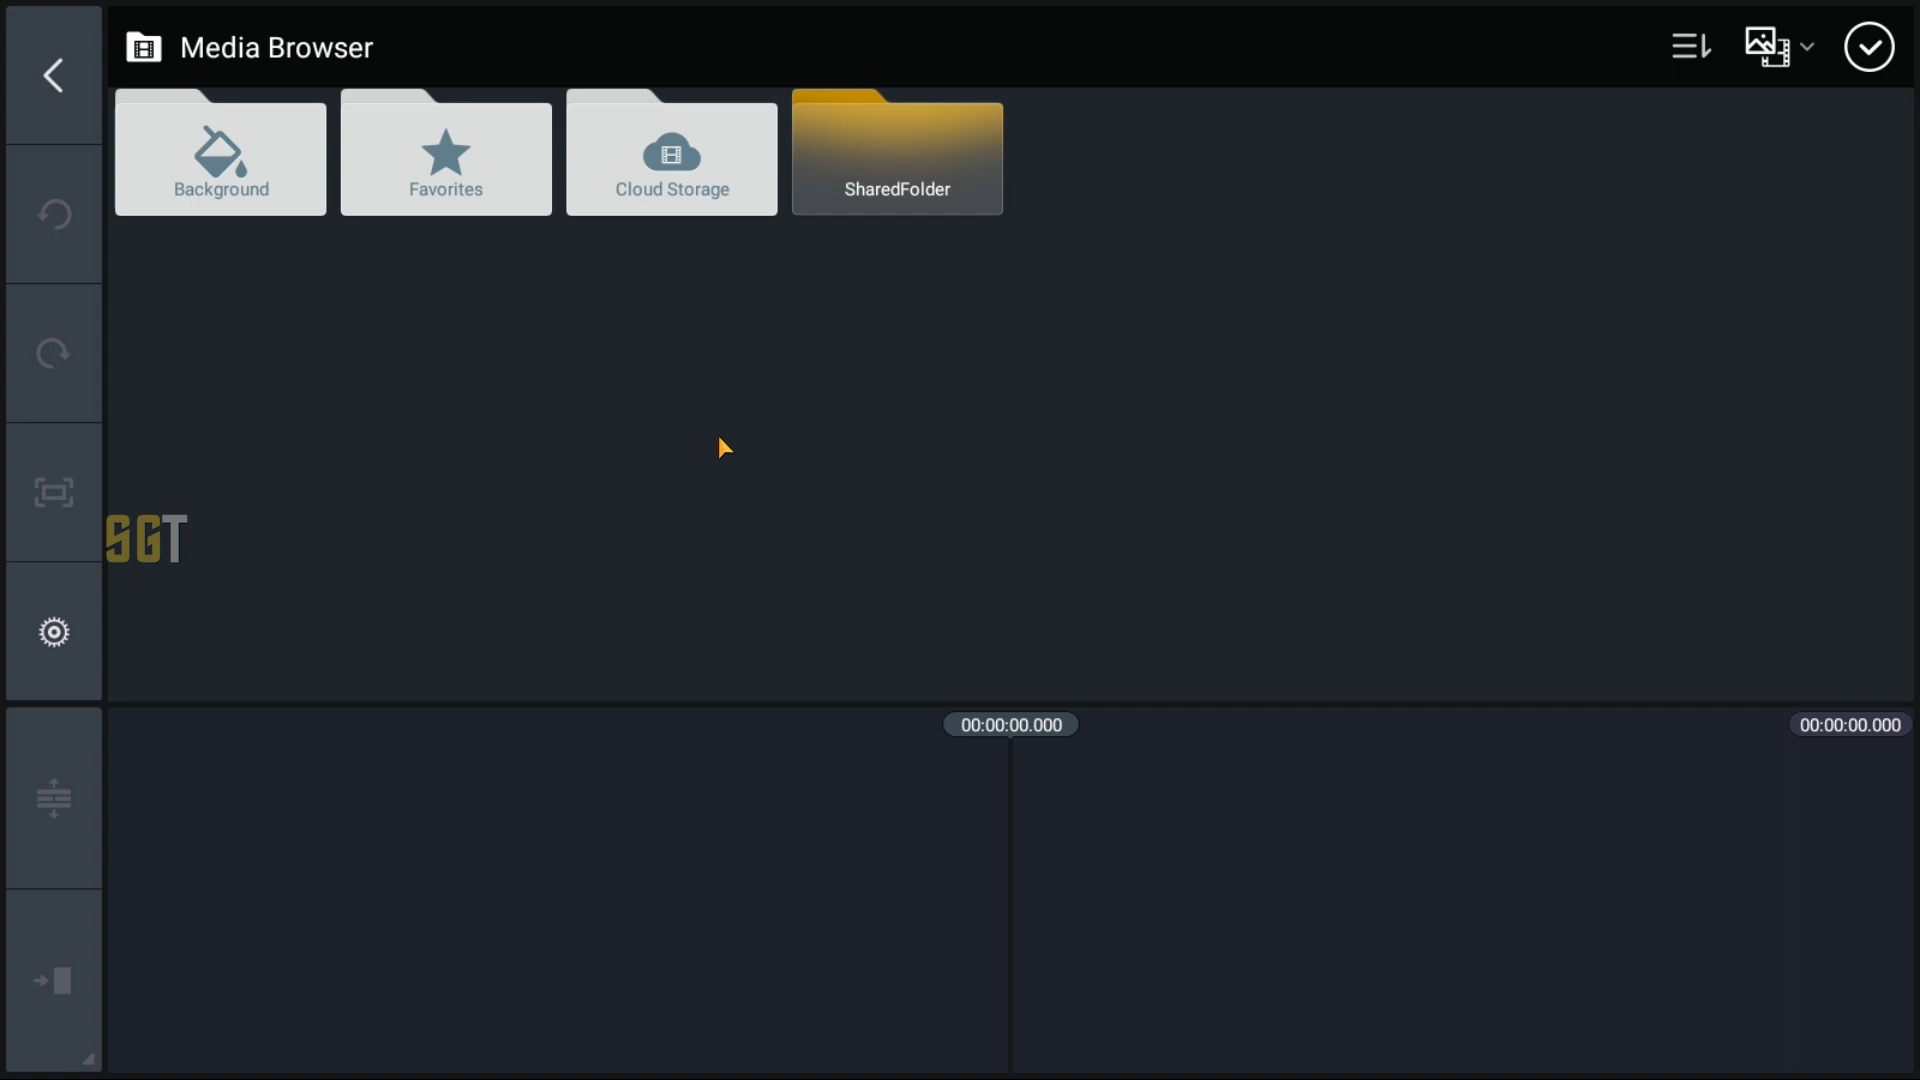 Media Browser
Background
Favorites
Cloud Storage
SharedFolder
SGT
00:00:00.000
00:00:00.000